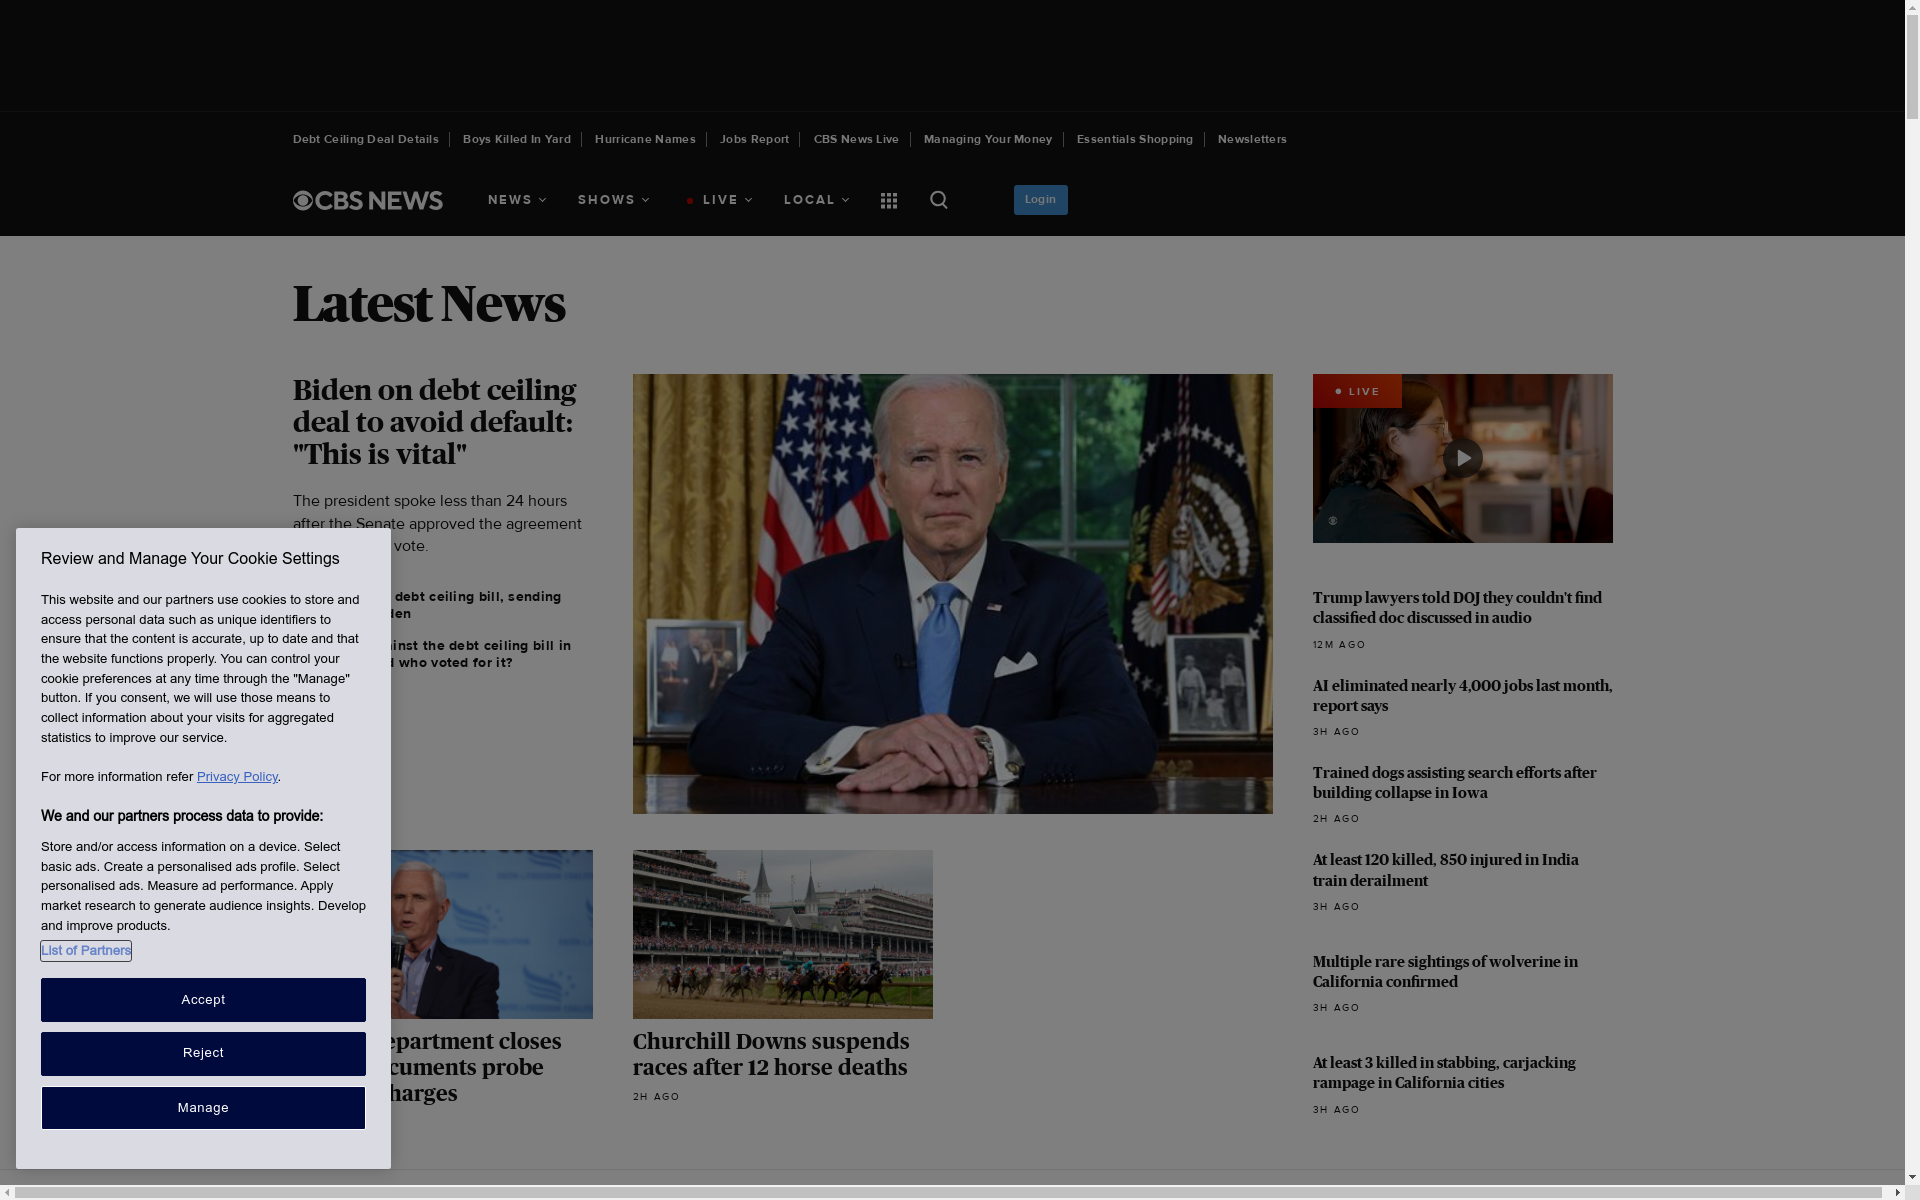 Debt Ceiling Deal Details
Boys Killed In Yard
Hurricane Names
Jobs Report
CBS News Live
Managing Your Money
Essentials Shopping
Newsletters
CBS NEWS
NEWS
SHOWS
LIVE
LOCAL
Login
Latest News
Biden on debt ceiling
deal to avoid default:
"This is vital"
The president spoke less than 24 hours
after the Senate approved the agreement
vote.
debt ceiling bill, sending
the debt ceiling bill in
who voted for it?
LIVE
Trump lawyers told DOJ they couldn't find
classified doc discussed in audio
12M AGO
AI eliminated nearly 4,000 jobs last month,
report says
3H AGO
Trained dogs assisting search efforts after
building collapse in Iowa
2H AGO
At least 120 killed, 850 injured in India
train derailment
3H AGO
Multiple rare sightings of wolverine in
California confirmed
3H AGO
At least 3 killed in stabbing, carjacking
rampage in California cities
3H AGO
closes
probe
Churchill Downs suspends
races after 12 horse deaths
2H AGO
Review and Manage Your Cookie Settings
This website and our partners use cookies to store and
access personal data such as unique identifiers to
ensure that the content is accurate, up to date and that
the website functions properly. You can control your
cookie preferences at any time through the "Manage"
button. If you consent, we will use those means to
collect information about your visits for aggregated
statistics to improve our service.
For more information refer Privacy Policy.
We and our partners process data to provide:
Store and/or access information on a device. Select
basic ads. Create a personalised ads profile. Select
personalised ads. Measure ad performance. Apply
market research to generate audience insights. Develop
and improve products.
List of Partners
Accept
Reject
Manage